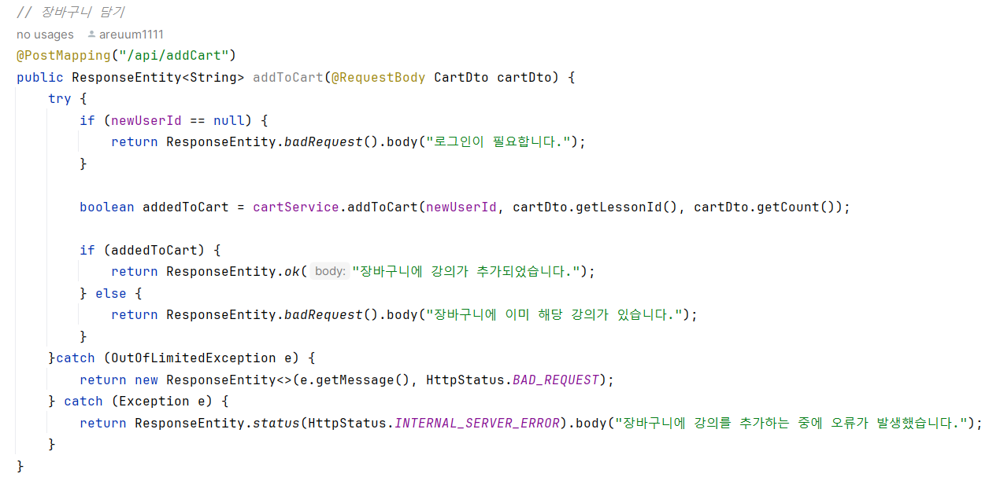 // 장바구니 담기
no usages areuum1111
@PostMapping("/api/addCart")
public ResponseEntity<String> addToCart(@RequestBody CartDto cartDto) {
try {
if (newUserId == null) {
return ResponseEntity.badRequest().body("로그인이 필요합니다.");
}
boolean addedToCart = cartService.addToCart(newUserId, cartDto.getLessonId(), cartDto.getCount());
if (addedToCart) {
return ResponseEntity.ok( body: "장바구니에 강의가 추가되었습니다.");
} else {
return ResponseEntity.badRequest().body("장바구니에 이미 해당 강의가 있습니다.");
}
}catch (OutOfLimitedException e) {
return new ResponseEntity<>(e.getMessage(), HttpStatus.BAD_REQUEST);
} catch (Exception e) {
return ResponseEntity.status(HttpStatus.INTERNAL_SERVER_ERROR).body("장바구니에 강의를 추가하는 중에 오류가 발생했습니다.");
}
}